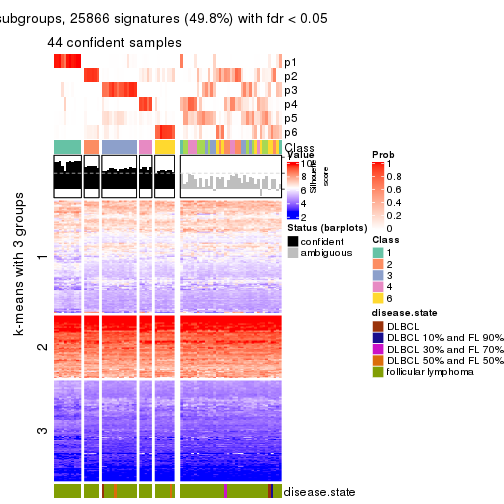 subgroups, 25866 signatures (49.8%) with fdr < 0.05
44 confident samples
p1
p2
p3
p4
p5
p6
Class
Value
10
8
6
4
2
Silhouette
score
Prob
1
0.8
0.6
0.4
0.2
0
Status (barplots)
confident
ambiguous
Class
1
2
3
4
6
disease.state
DLBCL
DLBCL 10% and FL 90%
DLBCL 30% and FL 70%
DLBCL 50% and FL 50%
follicular lymphoma
k-means with 3 groups
1
2
3
disease.state